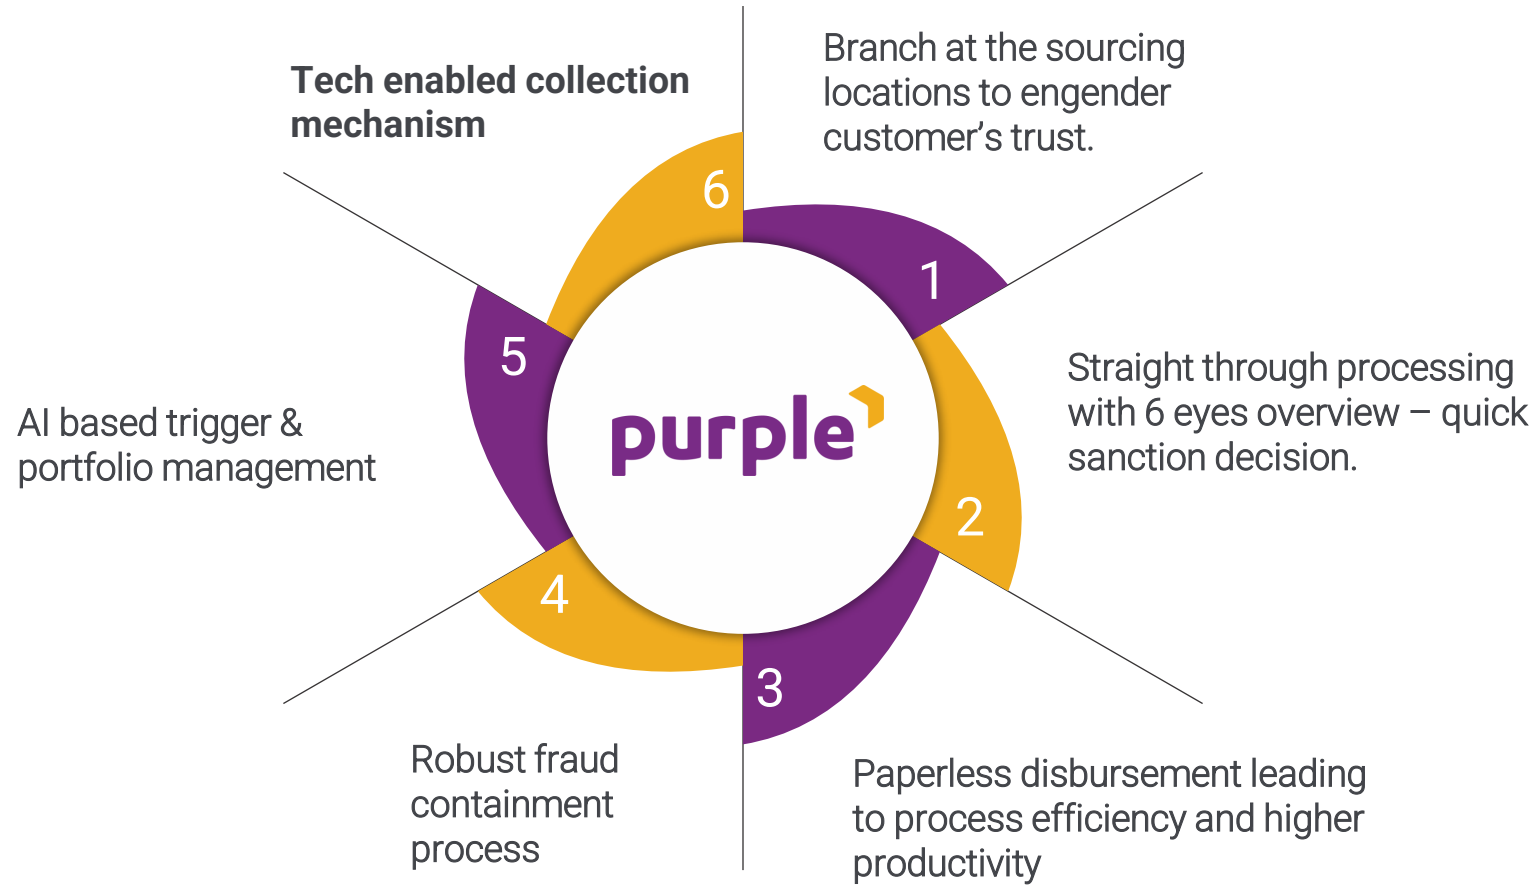 Tech enabled collection
mechanism
6
Branch at the sourcing
locations to engender
customer’s trust.
1
Straight through processing
with 6 eyes overview – quick
sanction decision.
2
Paperless disbursement leading
to process efficiency and higher
productivity
3
Robust fraud
containment
process
4
AI based trigger &
portfolio management
5
purple